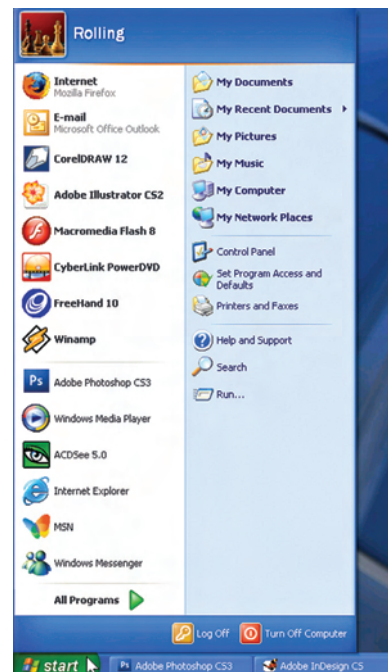 Rolling
Internet
Mozilla Firefox
E-mail
Microsoft Office Outlook
CorelDRAW 12
Adobe Illustrator CS2
Macromedia Flash 8
CyberLink PowerDVD
FreeHand 10
Winamp
Ps Adobe Photoshop CS3
Windows Media Player
ACDSee 5.0
Internet Explorer
MSN
Windows Messenger
All Programs
My Documents
My Recent Documents
My Pictures
My Music
My Computer
My Network Places
Control Panel
Set Program Access and
Defaults
Printers and Faxes
Help and Support
Search
Run...
Log Off
Turn Off Computer
start
Ps Adobe Photoshop CS3
Adobe InDesign CS